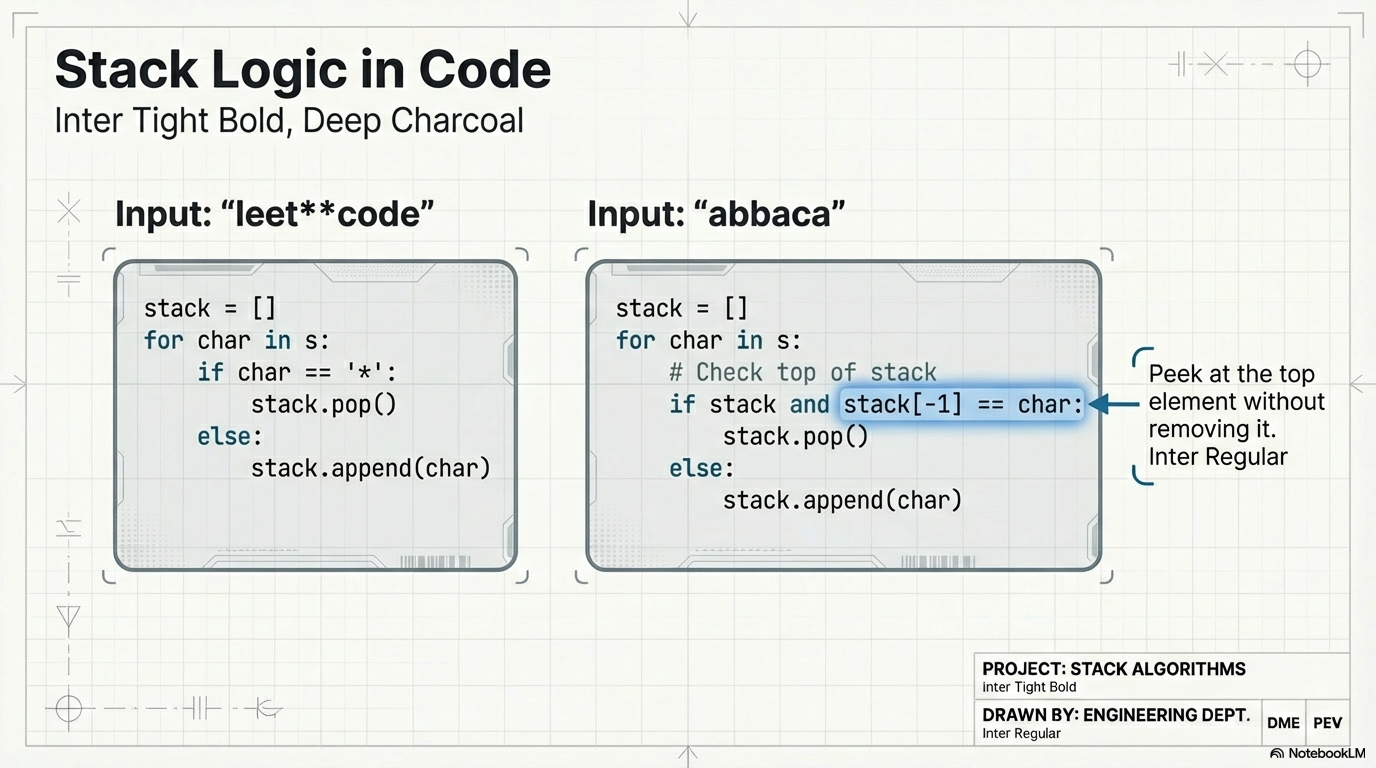 Stack Logic in Code
Inter Tight Bold, Deep Charcoal
Input: “leet**code”
stack = []
for char in s:
    if char == '*':
        stack.pop()
    else:
        stack.append(char)
Input: “abbaca”
stack = []
for char in s:
    # Check top of stack
    if stack and stack[-1] == char:
        stack.pop()
    else:
        stack.append(char)
Peek at the top
element without
removing it.
Inter Regular
PROJECT: STACK ALGORITHMS
inter Tight Bold
DRAWN BY: ENGINEERING DEPT.
Inter Regular
DME
PEV
NotebookLM